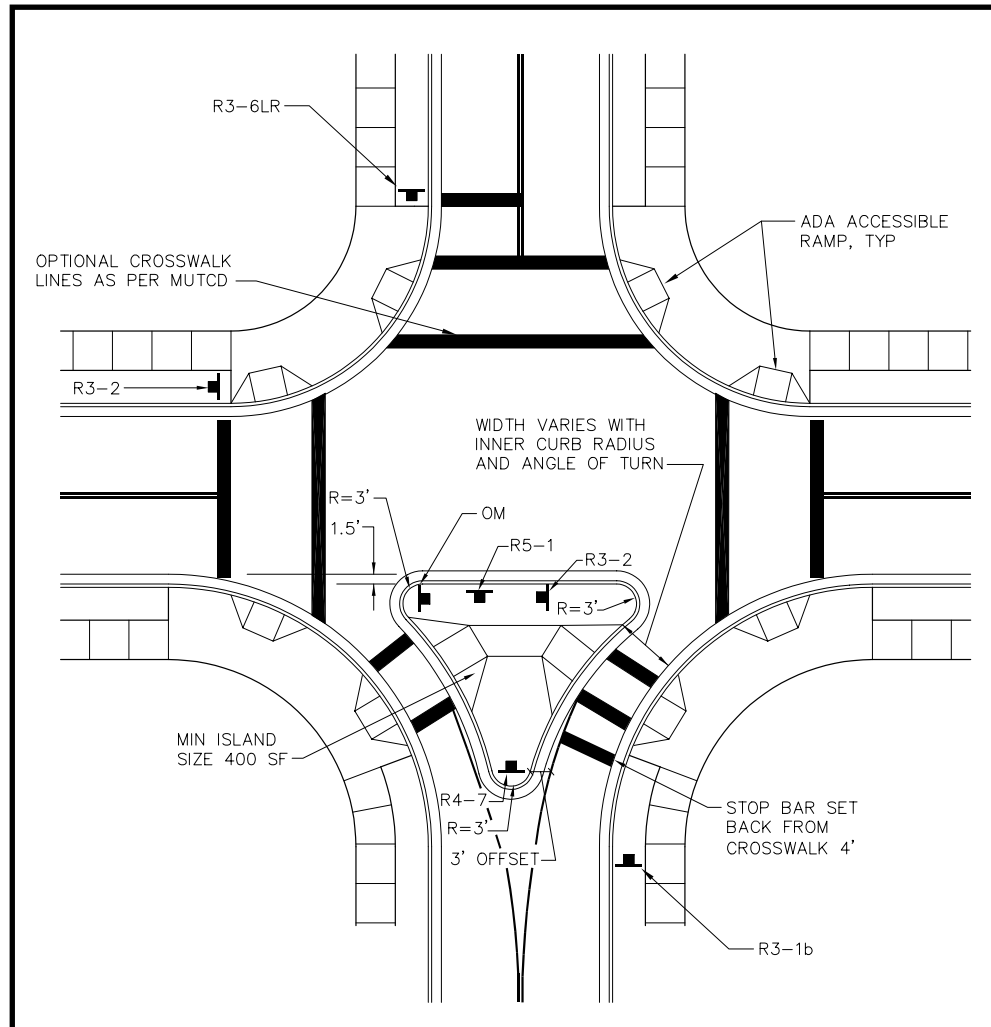 R3-6LR
ADA ACCESSIBLE
RAMP, TYP
OPTIONAL CROSSWALK
LINES AS PER MUTCD
R3-2
WIDTH VARIES WITH
INNER CURB RADIUS
AND ANGLE OF TURN
R=3'
1.5'
OM
R5-1
R3-2
R=3'
MIN ISLAND
SIZE 400 SF
R4-7
R=3'
3' OFFSET
STOP BAR SET
BACK FROM
CROSSWALK 4'
R3-1b